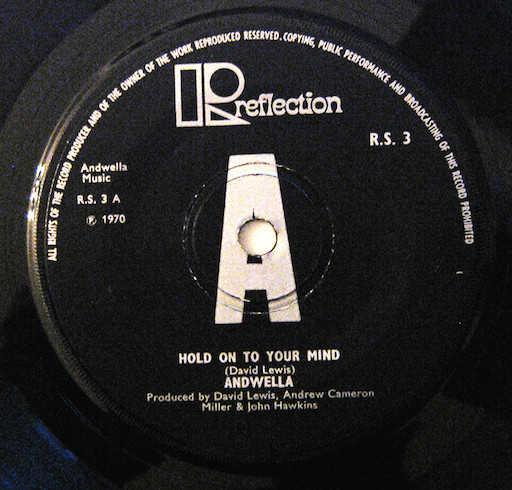 ALL RIGHTS OF THE RECORD PRODUCER AND OF THE OWNER OF THE WORK REPRODUCED RESERVED. COPYING, PUBLIC PERFORMANCE AND BROADCASTING OF THIS RECORD PROHIBITED
R reflection
R.S. 3
Andwella
Music
R.S. 3 A
℗ 1970
A
HOLD ON TO YOUR MIND
(David Lewis)
ANDWELLA
Produced by David Lewis, Andrew Cameron
Miller & John Hawkins